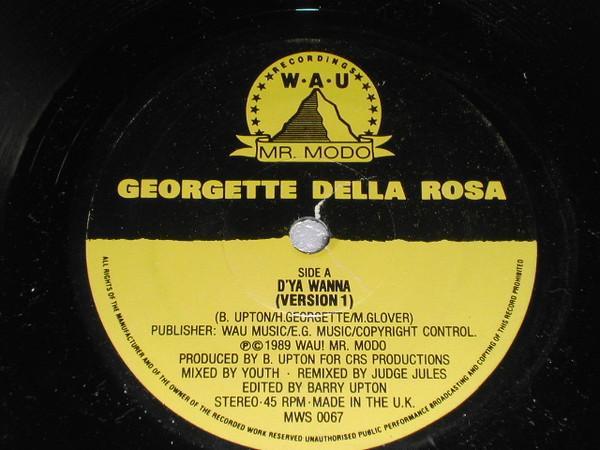 RECORDINGS
W·A·U
MR. MODO
GEORGETTE DELLA ROSA
SIDE A
D'YA WANNA
(VERSION 1)
(B. UPTON/H.GEORGETTE/M.GLOVER)
PUBLISHER: WAU MUSIC/E.G. MUSIC/COPYRIGHT CONTROL.
℗©1989 WAU! MR. MODO
PRODUCED BY B. UPTON FOR CRS PRODUCTIONS
MIXED BY YOUTH · REMIXED BY JUDGE JULES
EDITED BY BARRY UPTON
STEREO·45 RPM·MADE IN THE U.K.
MWS 0067
ALL RIGHTS OF THE MANUFACTURER AND OF THE OWNER OF THE RECORDED WORK RESERVED UNAUTHORISED PUBLIC PERFORMANCE BROADCASTING AND COPYING OF THIS RECORD PROHIBITED